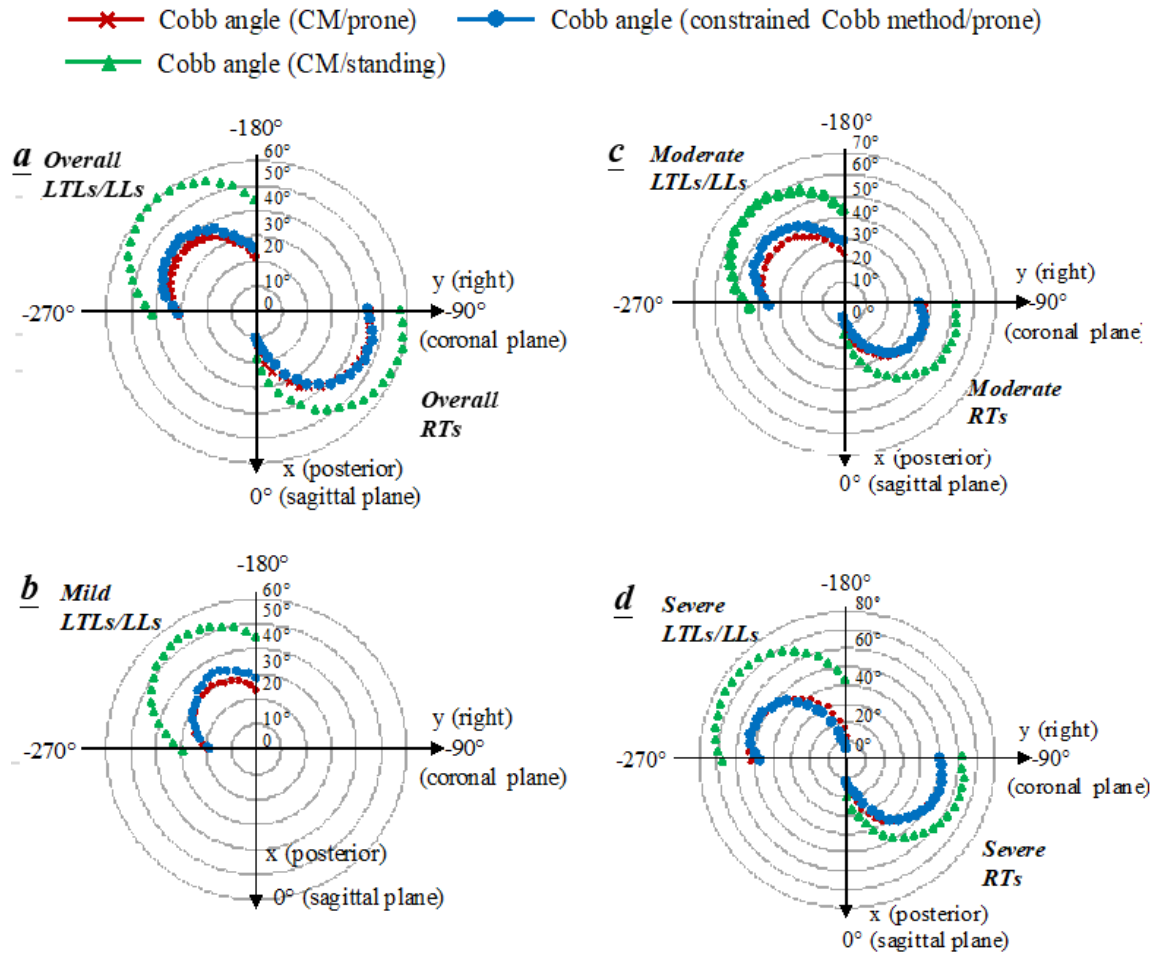 Cobb angle (CM/prone)
Cobb angle (constrained Cobb method/prone)
Cobb angle (CM/standing)
a
Overall
LTLs/LLs
-180°
60°
50°
40°
30°
20°
10°
0
-270°
y (right)
-90°
(coronal plane)
Overall
RTs
x (posterior)
0° (sagittal plane)
c
Moderate
LTLs/LLs
-180°
70°
60°
50°
40°
30°
20°
10°
0°
-270°
y (right)
-90°
(coronal plane)
Moderate
RTs
x (posterior)
0° (sagittal plane)
b
Mild
LTLs/LLs
-180°
60°
50°
40°
30°
20°
10°
0
-270°
y (right)
-90°
(coronal plane)
x (posterior)
0° (sagittal plane)
d
Severe
LTLs/LLs
-180°
80°
60°
40°
20°
0°
-270°
y (right)
-90°
(coronal plane)
Severe
RTs
x (posterior)
0° (sagittal plane)